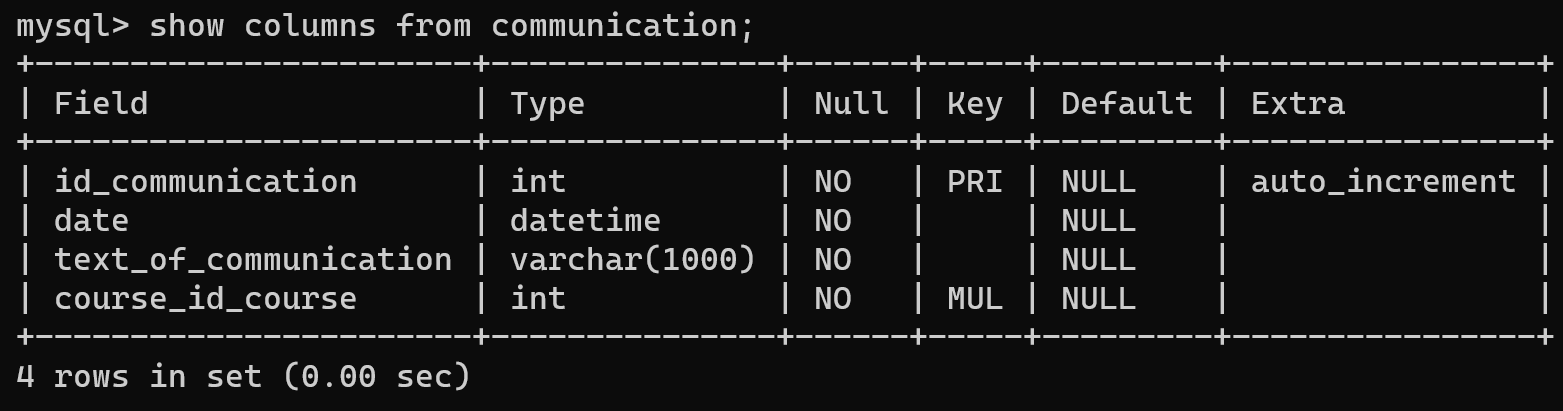 mysql> show columns from communication;
+-----------------------+---------------+------+-----+---------+----------------+
| Field                 | Type          | Null | Key | Default | Extra          |
+-----------------------+---------------+------+-----+---------+----------------+
| id_communication      | int           | NO   | PRI | NULL    | auto_increment |
| date                  | datetime      | NO   |     | NULL    |                |
| text_of_communication | varchar(1000) | NO   |     | NULL    |                |
| course_id_course      | int           | NO   | MUL | NULL    |                |
+-----------------------+---------------+------+-----+---------+----------------+
4 rows in set (0.00 sec)